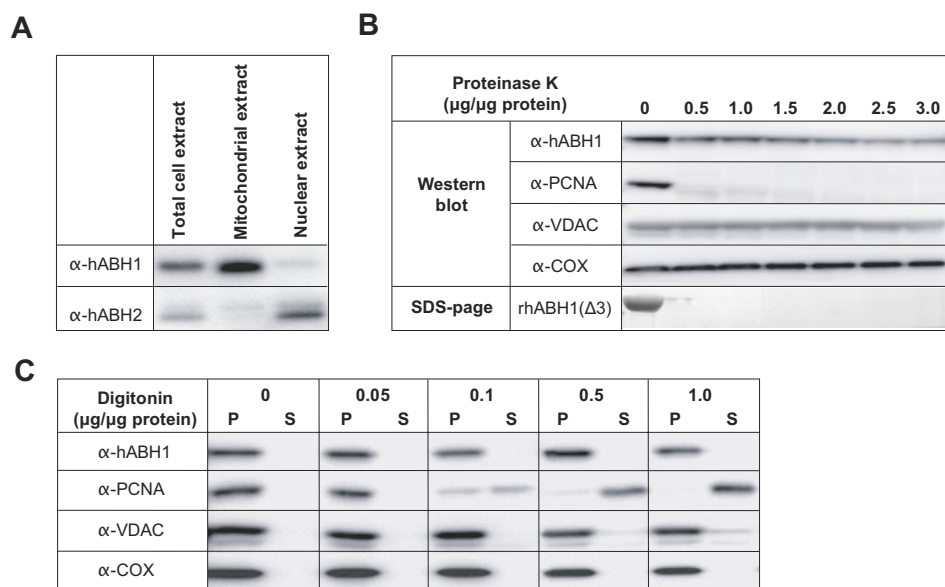 A
Total cell extract
Mitochondrial extract
Nuclear extract
α-hABH1
α-hABH2
B
Proteinase K
(µg/µg protein)
0 0.5 1.0 1.5 2.0 2.5 3.0
Western
blot
α-hABH1
α-PCNA
α-VDAC
α-COX
SDS-page rhABH1(Δ3)
C
Digitonin
(µg/µg protein)
0 0.05 0.1 0.5 1.0
P S P S P S P S P S
α-hABH1
α-PCNA
α-VDAC
α-COX